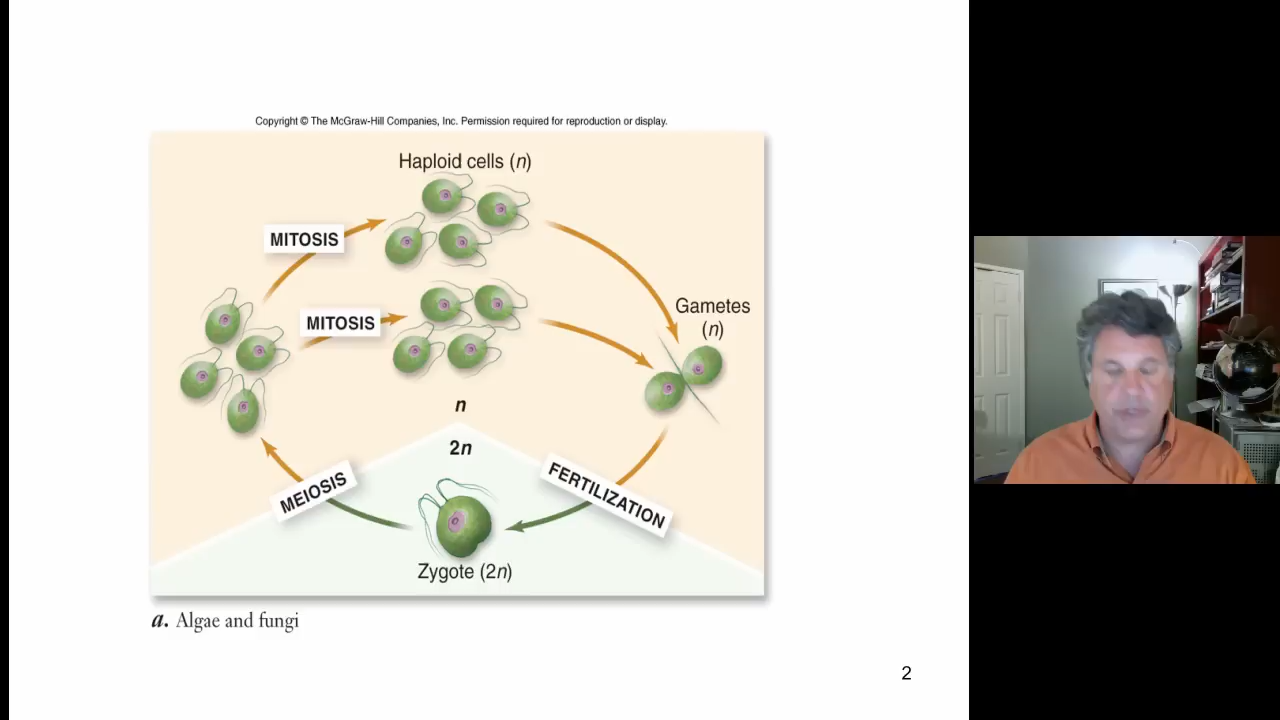 Copyright © The McGraw-Hill Companies, Inc. Permission required for reproduction or display.
Haploid cells (n)
MITOSIS
MITOSIS
Gametes
(n)
n
2n
MEIOSIS
FERTILIZATION
Zygote (2n)
a. Algae and fungi
2